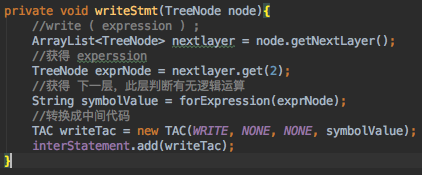 private void writeStmt(TreeNode node){
//write ( expression ) ;
ArrayList<TreeNode> nextlayer = node.getNextLayer();
//获得 experssion
TreeNode exprNode = nextlayer.get(2);
//获得 下一层，此层判断有无逻辑运算
String symbolValue = forExpression(exprNode);
//转换成中间代码
TAC writeTac = new TAC(WRITE, NONE, NONE, symbolValue);
interStatement.add(writeTac);
}